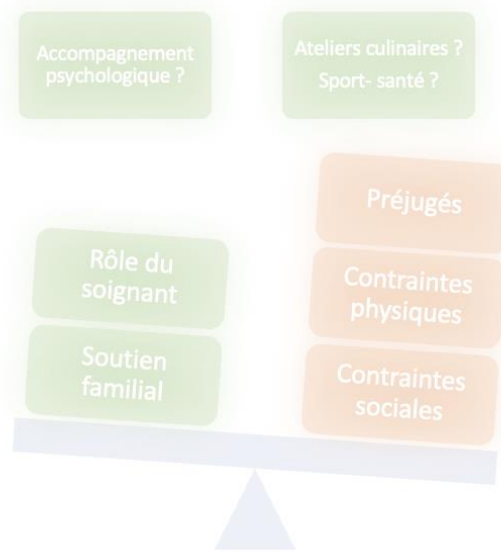 Accompagnement
psychologique ?
Ateliers culinaires ?
Sport- santé ?
Préjugés
Rôle du
soignant
Contraintes
physiques
Soutien
familial
Contraintes
sociales